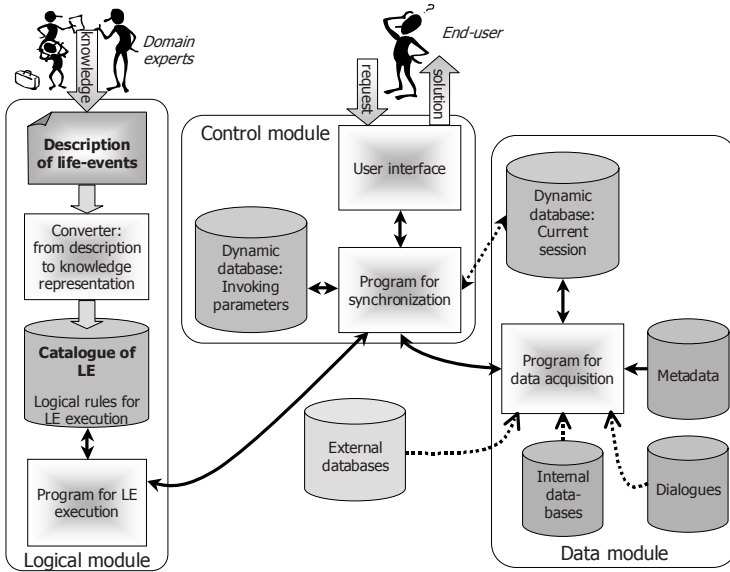 Domain
experts
knowledge
End-user
?
request
solution
Description
of life-events
Converter:
from description
to knowledge
representation
Catalogue of
LE
Logical rules for
LE execution
Program for LE
execution
Logical module
Control module
User interface
Dynamic
database:
Invoking
parameters
Program for
synchronization
External
databases
Dynamic
database:
Current
session
Program for
data acquisition
Metadata
Internal
data-
bases
Dialogues
Data module